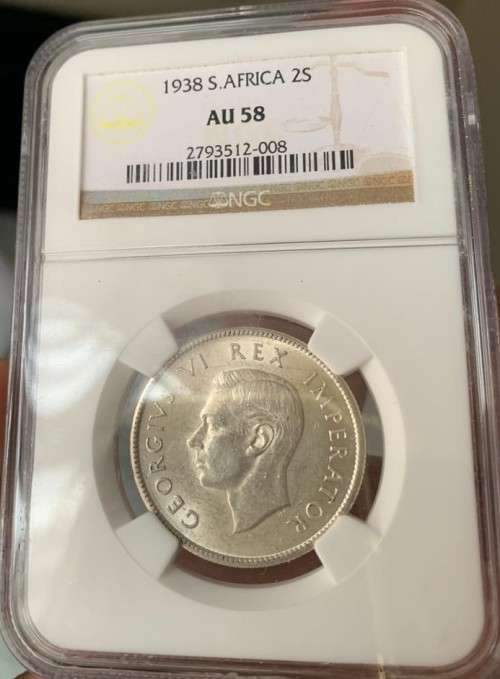 1938 S.AFRICA 2S
AU 58
2793512-008
NGC
GEORGIVS VI REX IMPERATOR